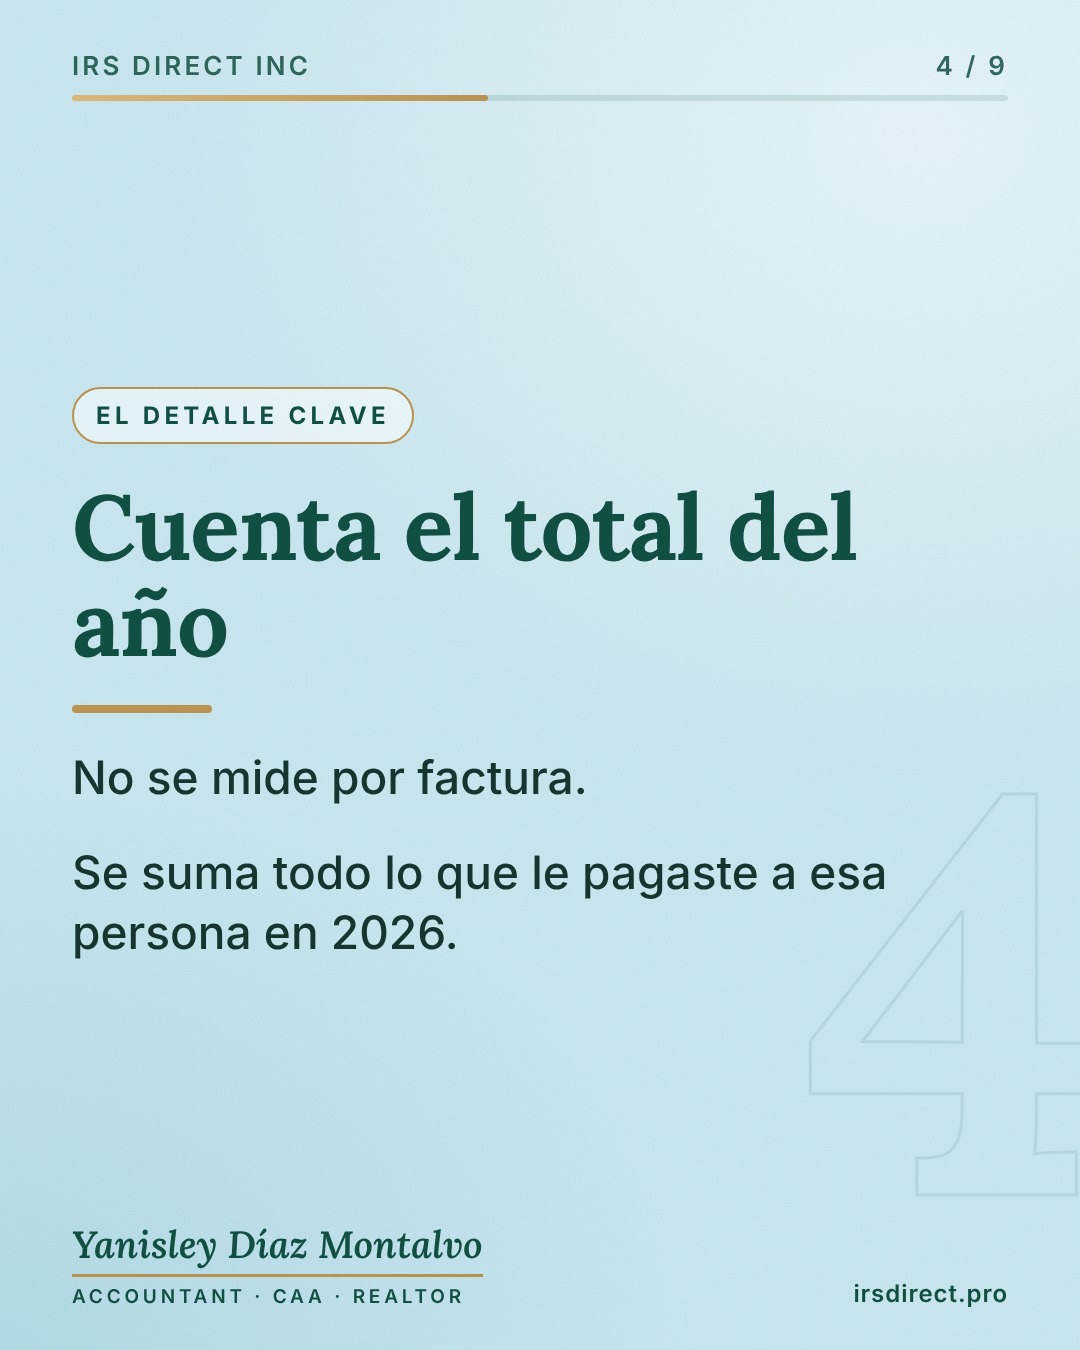 IRS DIRECT INC
4 / 9
EL DETALLE CLAVE
Cuenta el total del
año
No se mide por factura.
Se suma todo lo que le pagaste a esa
persona en 2026.
4
Yanisley Díaz Montalvo
ACCOUNTANT · CAA · REALTOR
irsdirect.pro